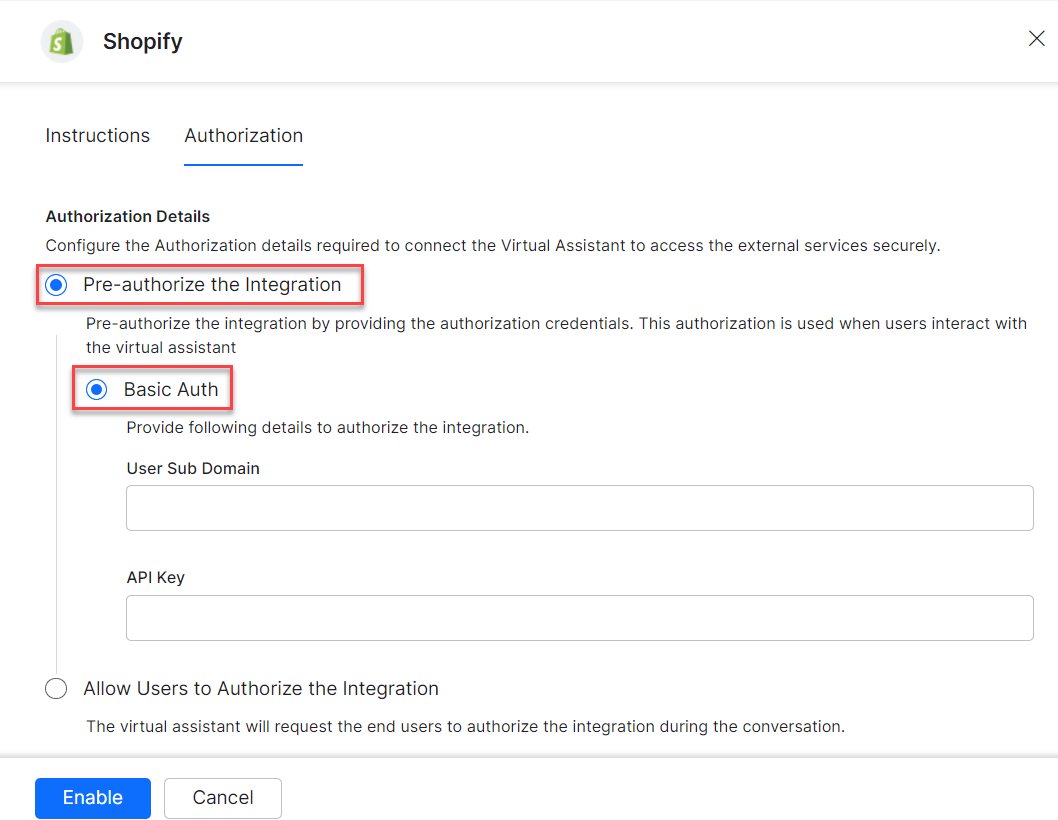 Shopify
Instructions
Authorization
Authorization Details
Configure the Authorization details required to connect the Virtual Assistant to access the external services securely.
Pre-authorize the Integration
Pre-authorize the integration by providing the authorization credentials. This authorization is used when users interact with
the virtual assistant
Basic Auth
Provide following details to authorize the integration.
User Sub Domain
API Key
Allow Users to Authorize the Integration
The virtual assistant will request the end users to authorize the integration during the conversation.
Enable
Cancel